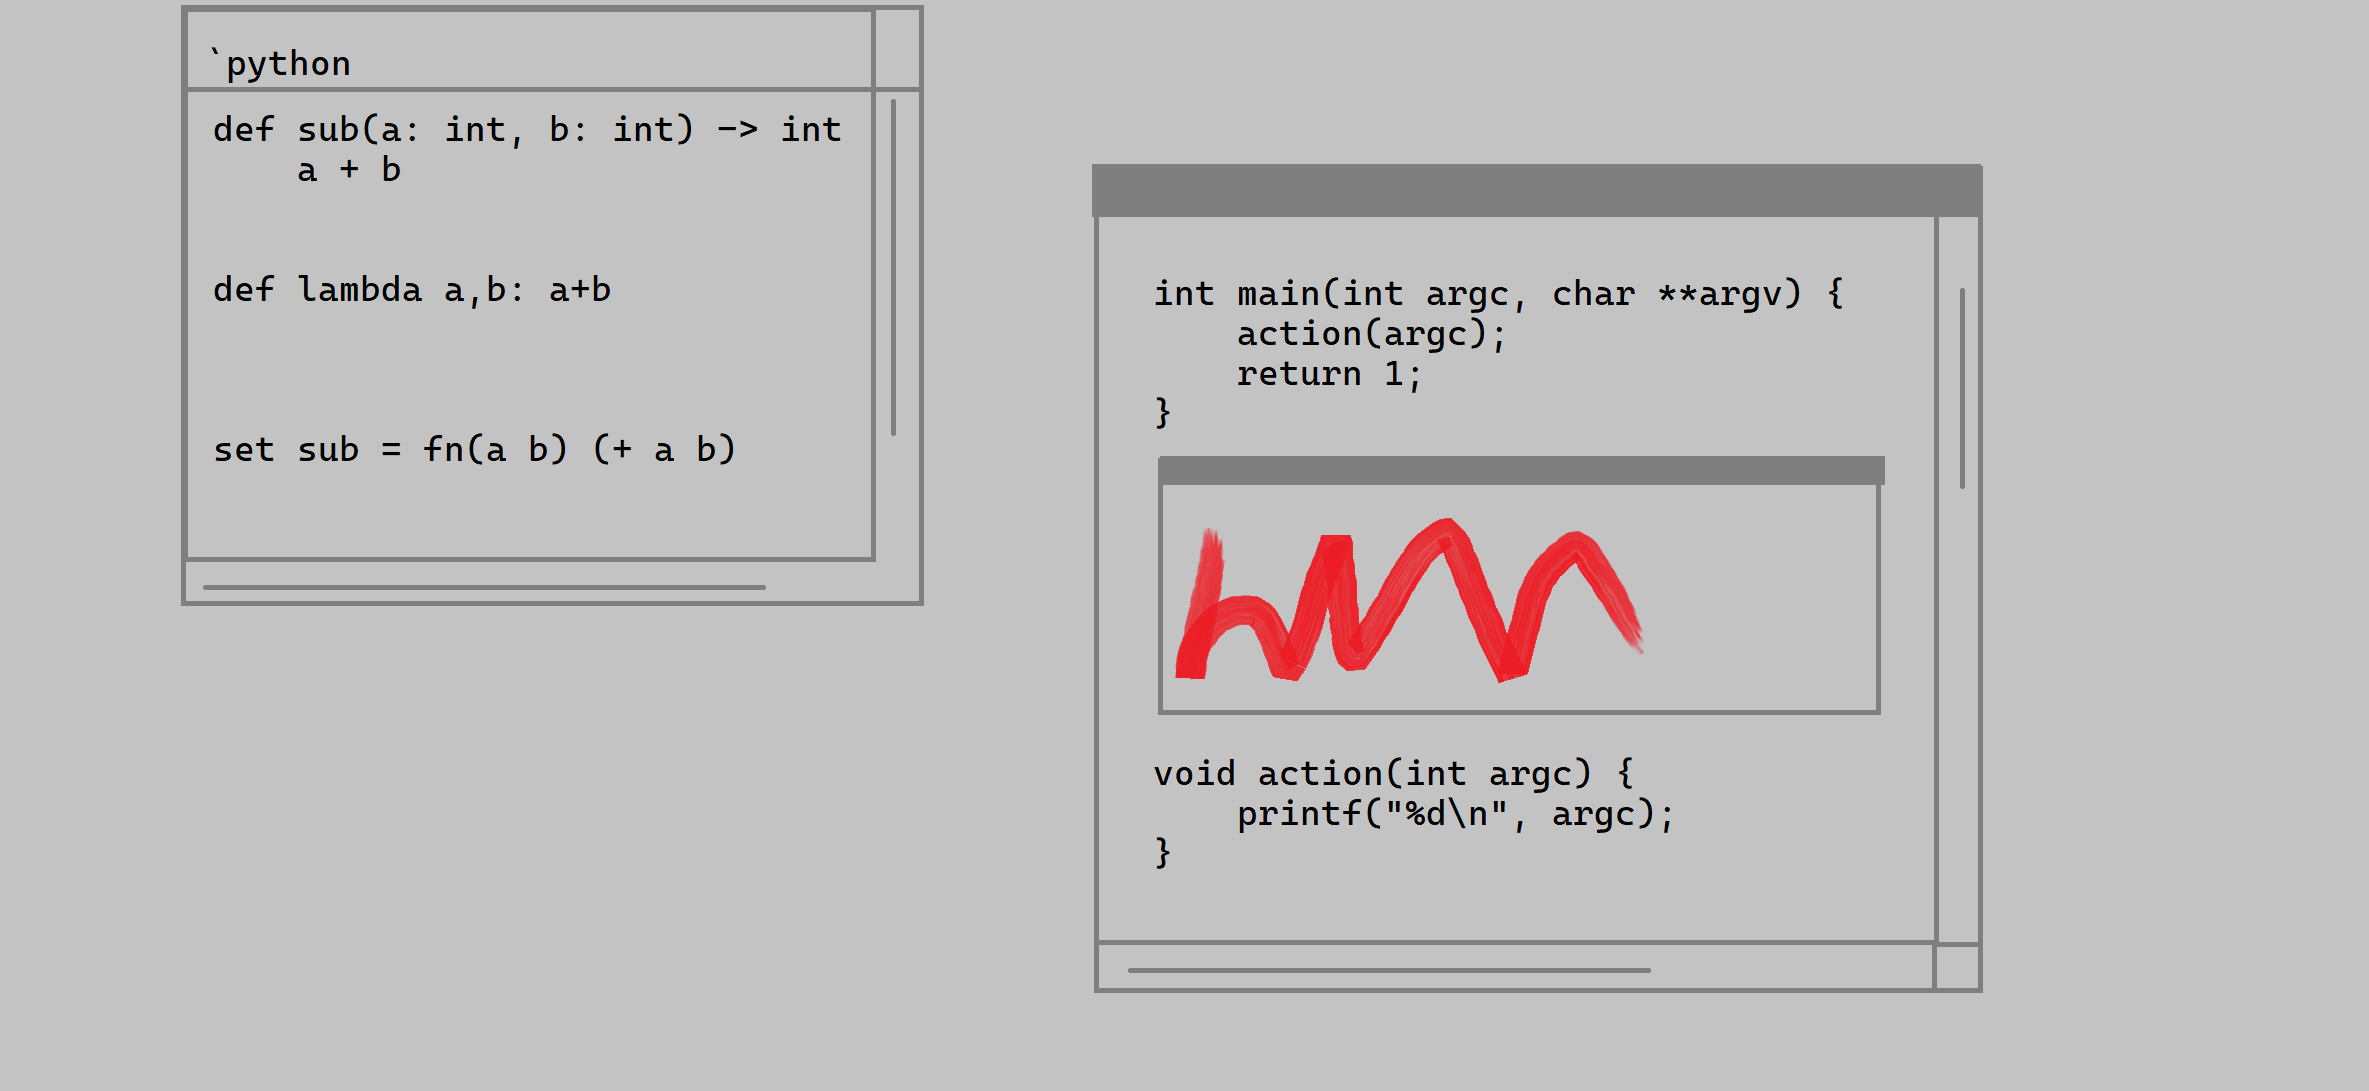 `python
def sub(a: int, b: int) -> int
    a + b
def lambda a,b: a+b
set sub = fn(a b) (+ a b)
int main(int argc, char **argv) {
    action(argc);
    return 1;
}
void action(int argc) {
    printf("%d\n", argc);
}